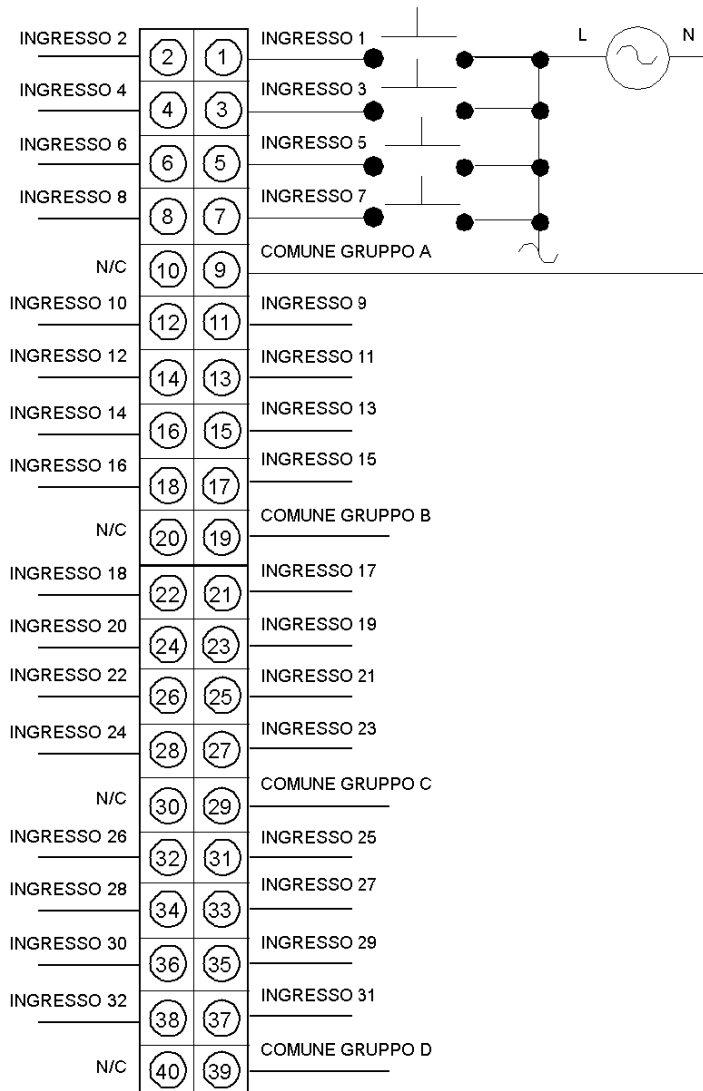 INGRESSO 2 2 1 INGRESSO 1 L N
INGRESSO 4 4 3 INGRESSO 3
INGRESSO 6 6 5 INGRESSO 5
INGRESSO 8 8 7 INGRESSO 7
N/C 10 9 COMUNE GRUPPO A
INGRESSO 10 12 11 INGRESSO 9
INGRESSO 12 14 13 INGRESSO 11
INGRESSO 14 16 15 INGRESSO 13
INGRESSO 16 18 17 INGRESSO 15
N/C 20 19 COMUNE GRUPPO B
INGRESSO 18 22 21 INGRESSO 17
INGRESSO 20 24 23 INGRESSO 19
INGRESSO 22 26 25 INGRESSO 21
INGRESSO 24 28 27 INGRESSO 23
N/C 30 29 COMUNE GRUPPO C
INGRESSO 26 32 31 INGRESSO 25
INGRESSO 28 34 33 INGRESSO 27
INGRESSO 30 36 35 INGRESSO 29
INGRESSO 32 38 37 INGRESSO 31
N/C 40 39 COMUNE GRUPPO D